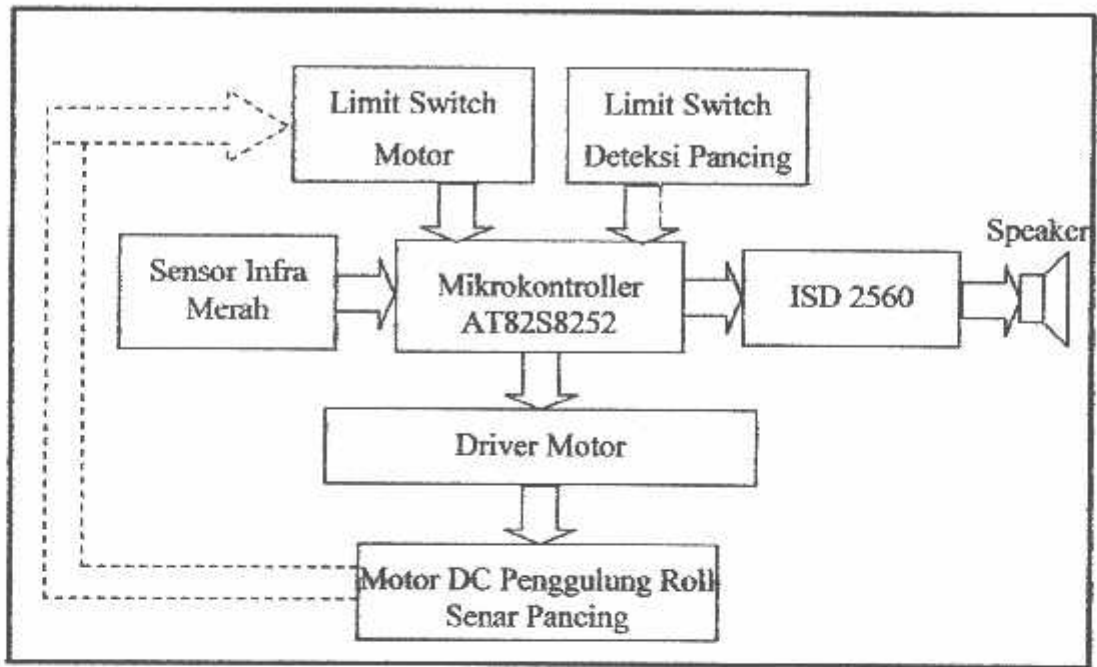 Limit Switch
Motor
Limit Switch
Deteksi Pancing
Speaker
Sensor Infra
Merah
Mikrokontroller
AT82S8252
ISD 2560
Driver Motor
Motor DC Penggulung Roll
Senar Pancing